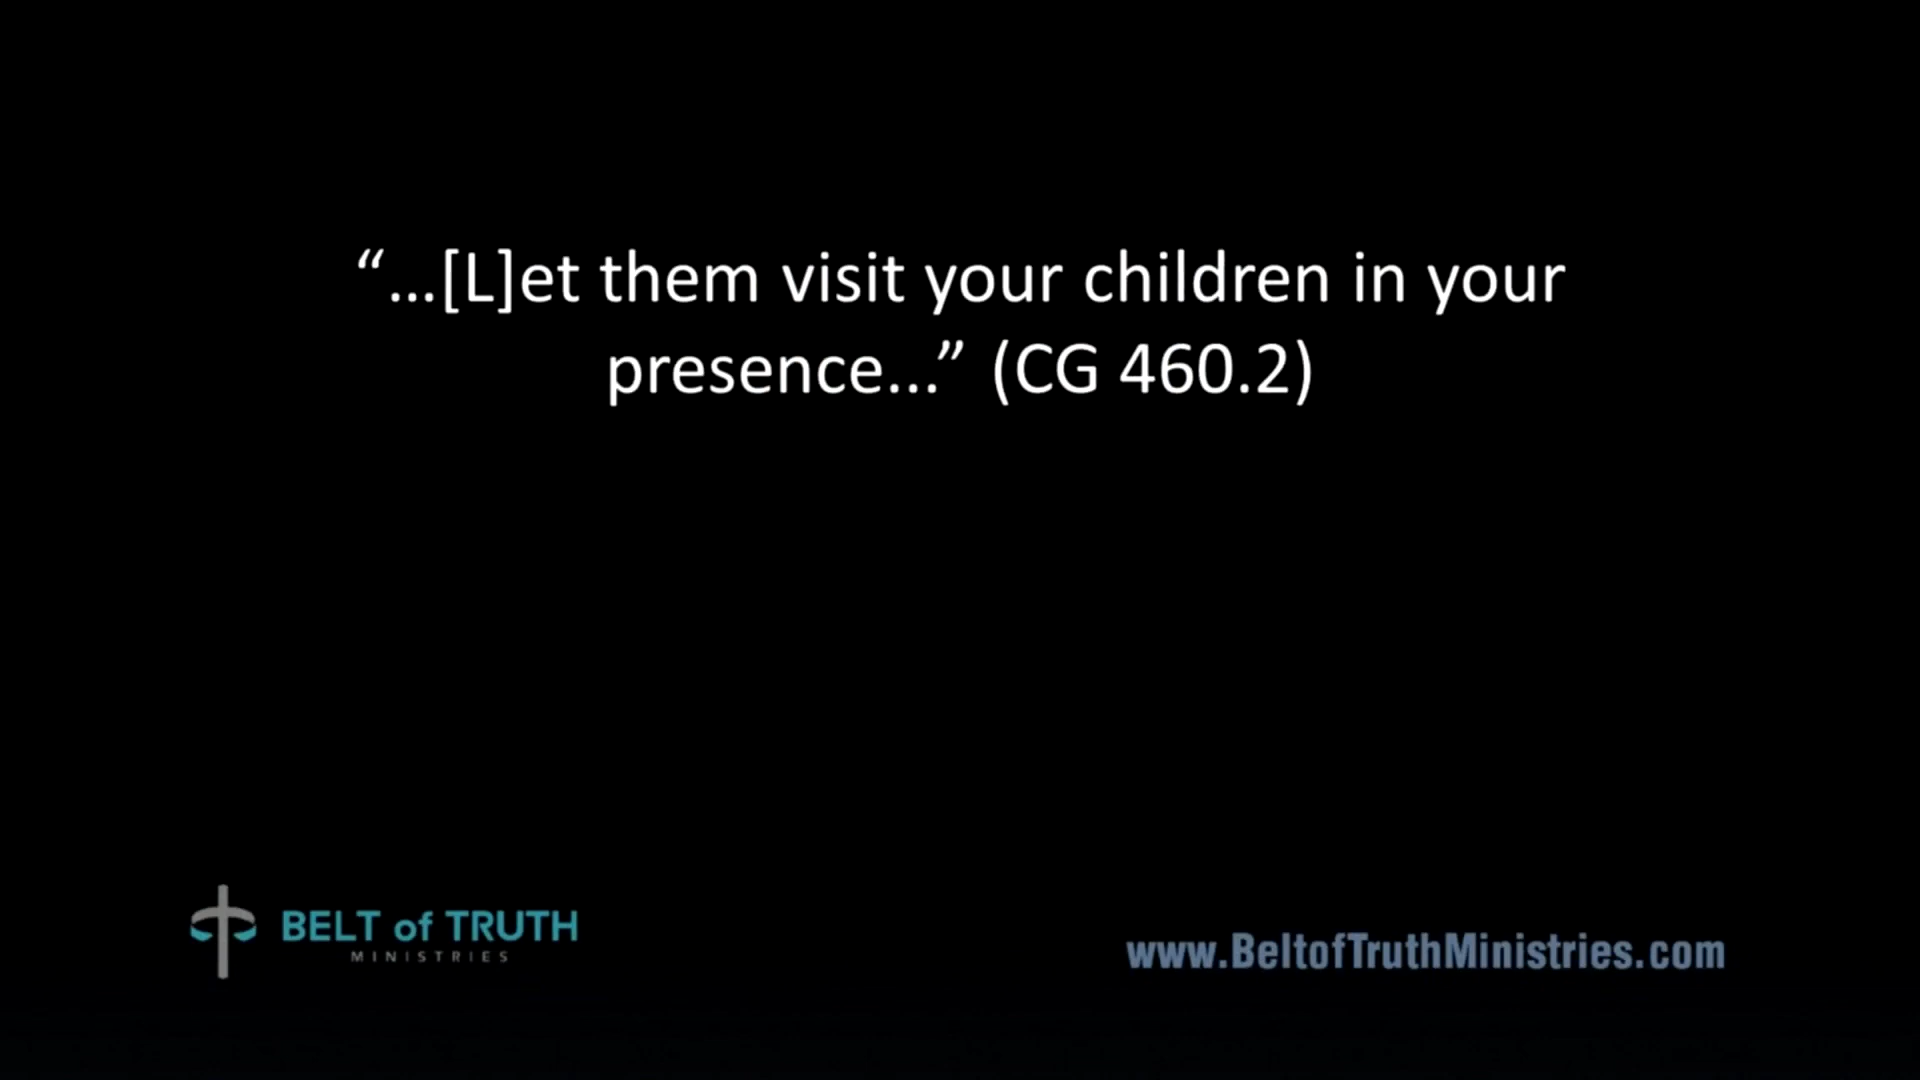 “...[L]et them visit your children in your
presence...” (CG 460.2)
BELT of TRUTH
MINISTRIES
www.BeltofTruthMinistries.com